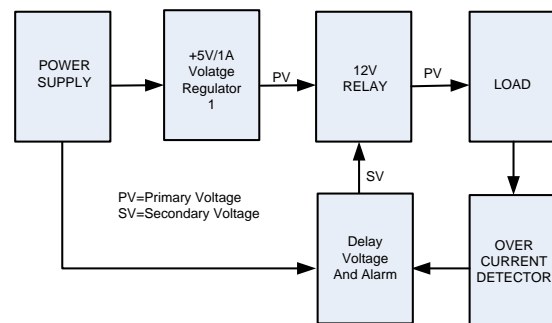 POWER
SUPPLY
+5V/1A
Volatge
Regulator
1
PV
12V
RELAY
PV
LOAD
SV
PV=Primary Voltage
SV=Secondary Voltage
Delay
Voltage
And Alarm
OVER
CURRENT
DETECTOR